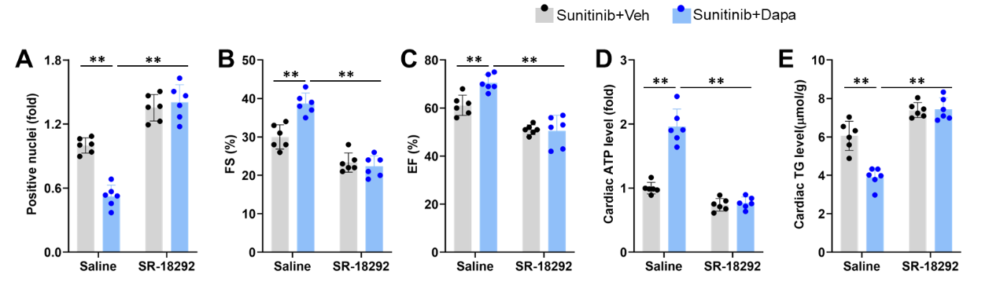 Sunitinib+Veh Sunitinib+Dapa
A
Positive nuclei (fold)
1.8
1.2
0.6
0.0
** **
Saline SR-18292
B
FS (%)
50
40
30
20
10
0
** **
Saline SR-18292
C
EF (%)
80
60
40
20
0
** **
Saline SR-18292
D
Cardiac ATP level (fold)
3
2
1
0
** **
Saline SR-18292
E
Cardiac TG level(μmol/g)
10
8
6
4
2
0
** **
Saline SR-18292